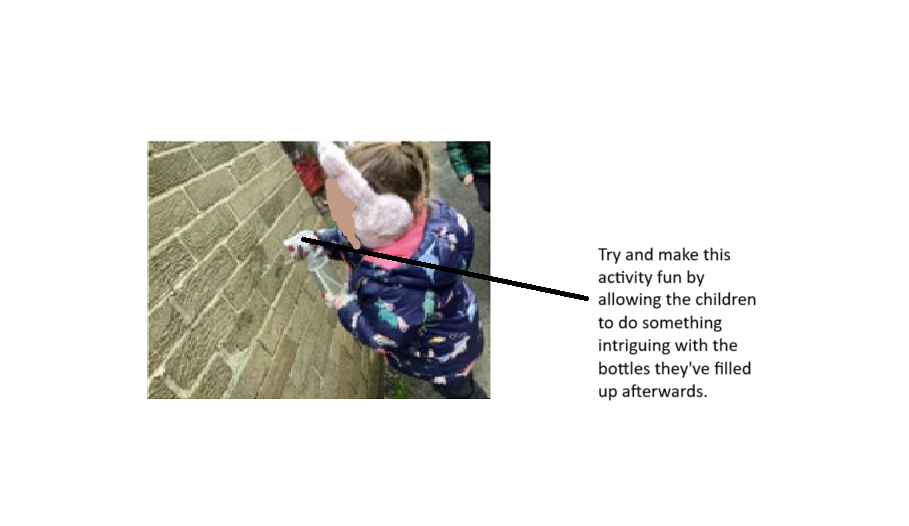 Try and make this
activity fun by
allowing the children
to do something
intriguing with the
bottles they've filled
up afterwards.